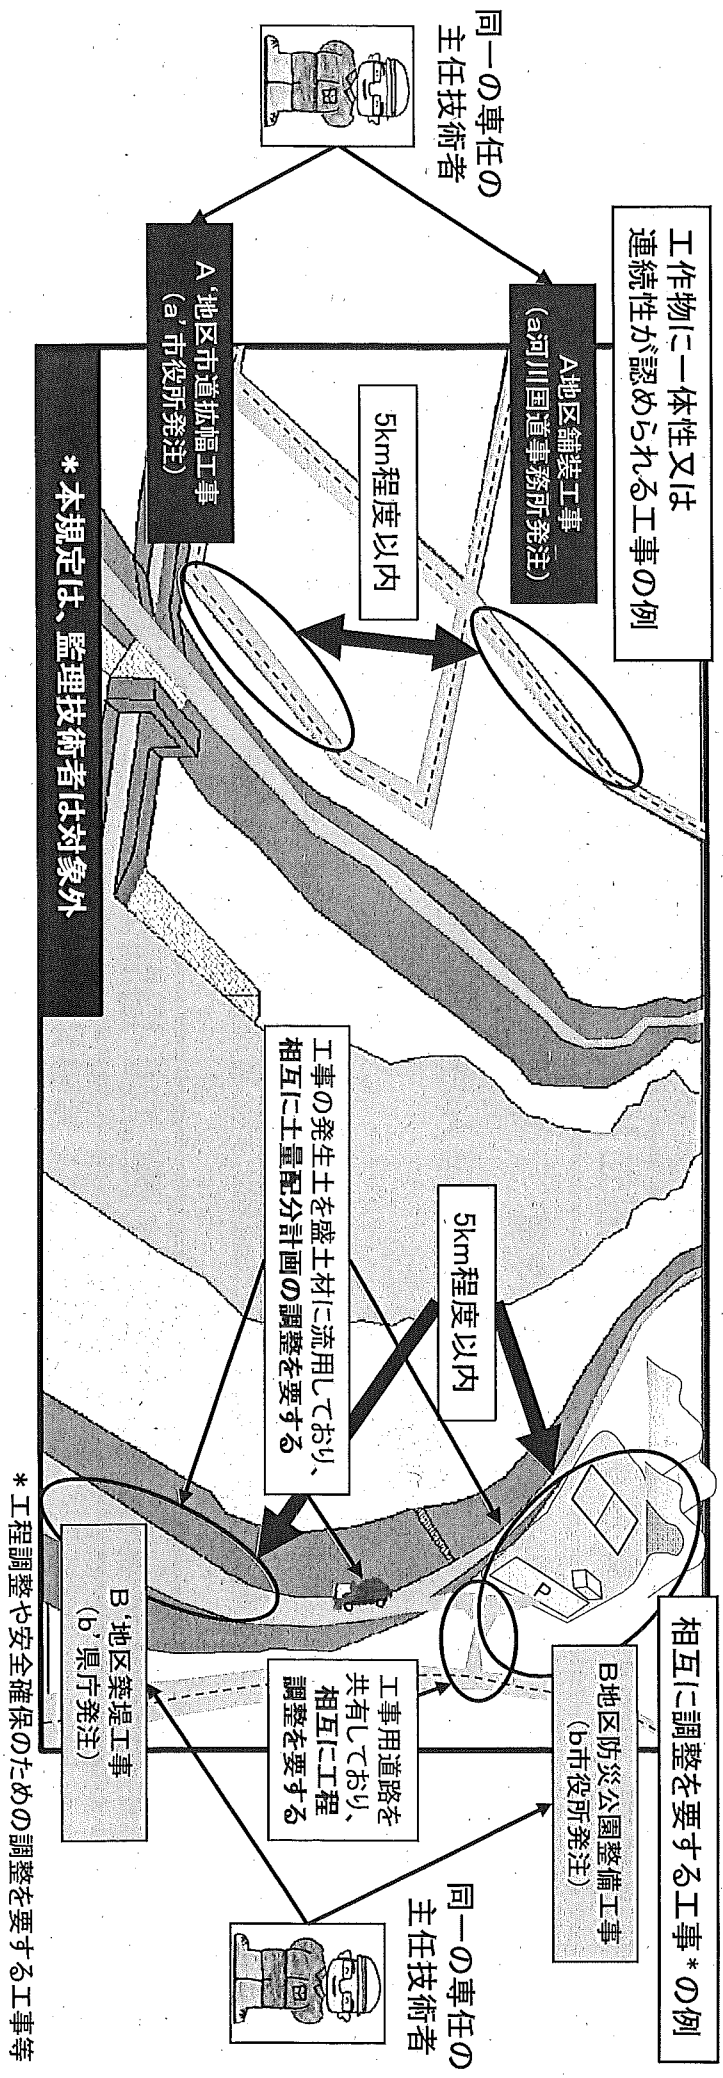 工作物に一体性又は
連続性が認められる工事の例
同一の専任の
主任技術者
A地区舗装工事
(a河川国道事務所発注)
5km程度以内
A'地区市道拡幅工事
(a'市役所発注)
*本規定は、監理技術者は対象外
相互に調整を要する工事*の例
B地区防災公園整備工事
(b市役所発注)
P
5km程度以内
工事の発生土を盛土材に流用しており、
相互に土量配分計画の調整を要する
工事用道路を
共有しており、
相互に工程
調整を要する
B'地区築堤工事
(b'県庁発注)
同一の専任の
主任技術者
*工程調整や安全確保のための調整を要する工事等